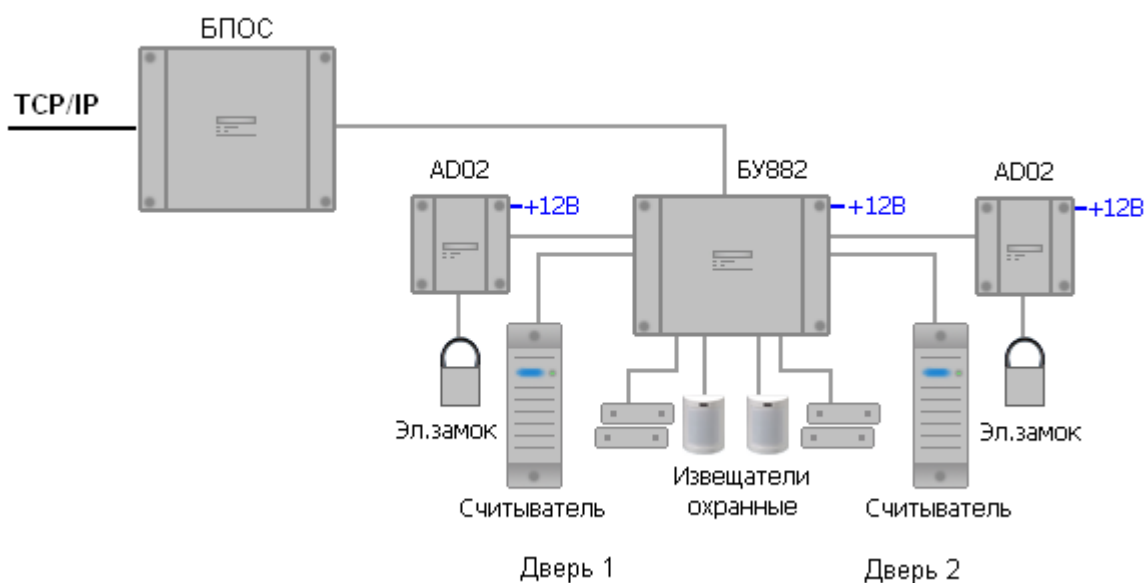 БПОС
TCP/IP
AD02
БУ882
AD02
+12В
+12В
+12В
Эл.замок
Эл.замок
Извещатели
охранные
Считыватель
Считыватель
Дверь 1
Дверь 2